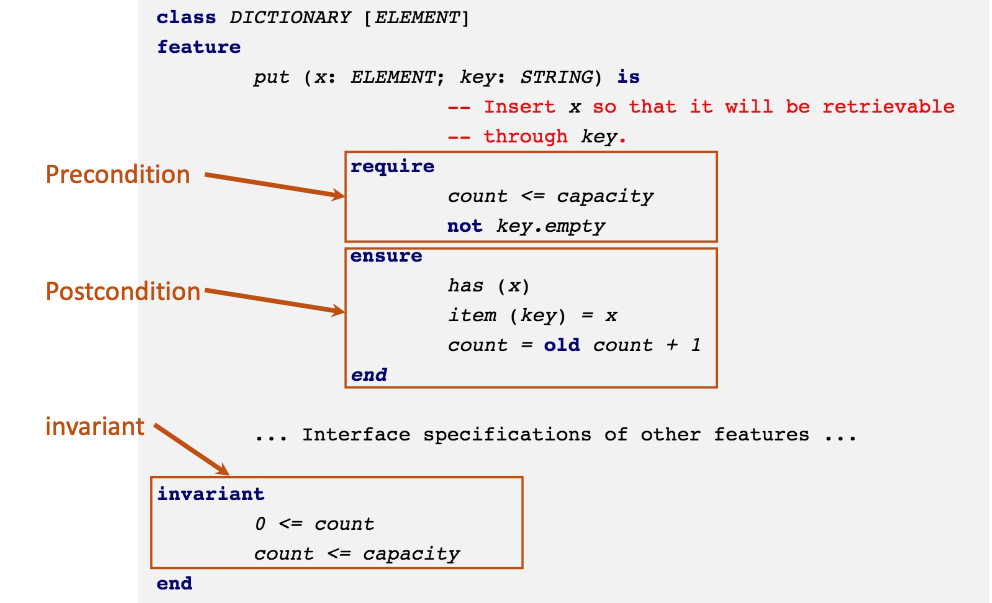 class DICTIONARY [ELEMENT]
feature
put (x: ELEMENT; key: STRING) is
-- Insert x so that it will be retrievable
-- through key.
Precondition
require
count <= capacity
not key.empty
ensure
Postcondition
has (x)
item (key) = x
count = old count + 1
end
invariant
... Interface specifications of other features ...
invariant
0 <= count
count <= capacity
end